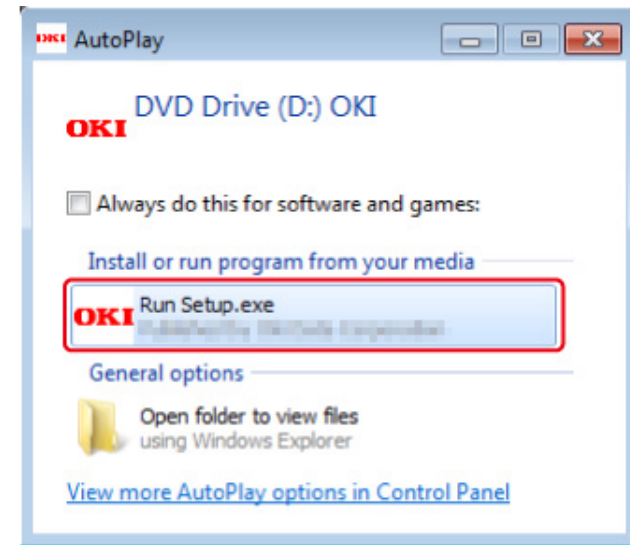 OKI AutoPlay
OKI DVD Drive (D:) OKI
Always do this for software and games:
Install or run program from your media
OKI Run Setup.exe
General options
Open folder to view files
using Windows Explorer
View more AutoPlay options in Control Panel